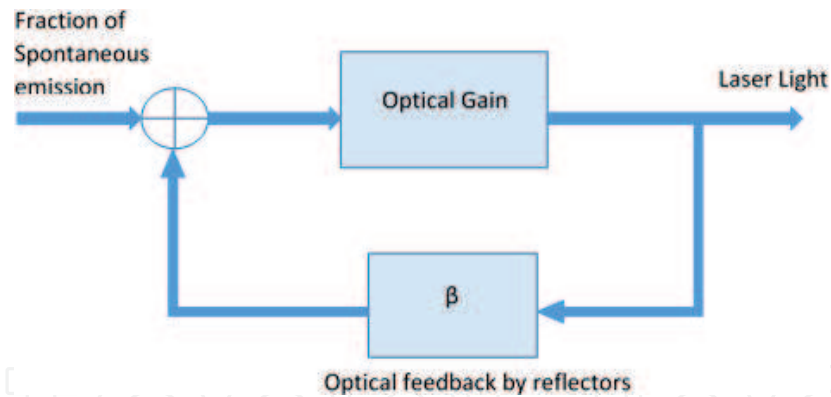 Fraction of
Spontaneous
emission
Optical Gain
Laser Light
β
Optical feedback by reflectors